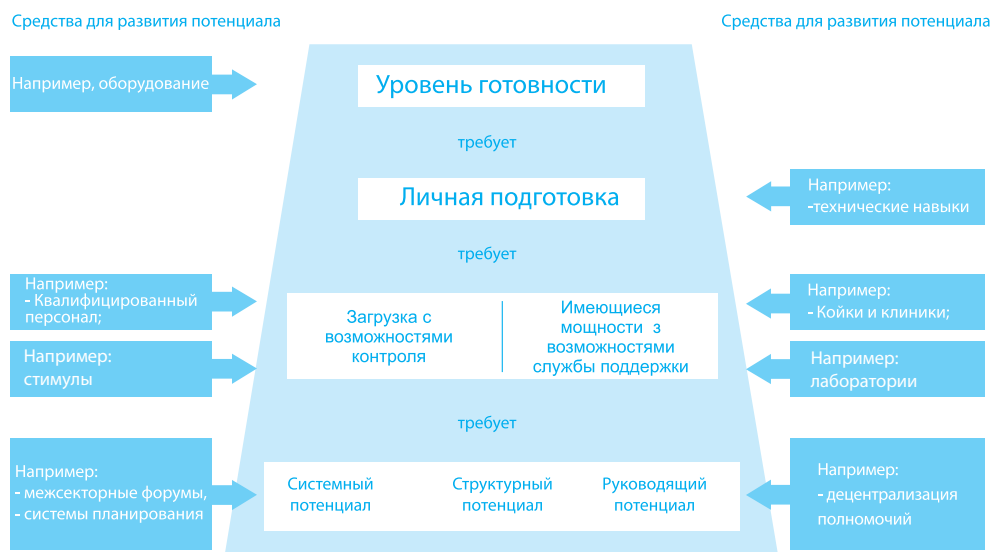 Средства для развития потенциала
Средства для развития потенциала
Например, оборудование
Уровень готовности
требует
Личная подготовка
Например:
-технические навыки
требует
Например:
- Квалифицированный
персонал;
Загрузка с
возможностями
контроля
Имеющиеся
мощности з
возможностями
службы поддержки
Например:
- Койки и клиники;
Например:
стимулы
Например:
лаборатории
требует
Например:
- межсекторные форумы,
- системы планирования
Системный
потенциал
Структурный
потенциал
Руководящий
потенциал
Например:
- децентрализация
полномочий